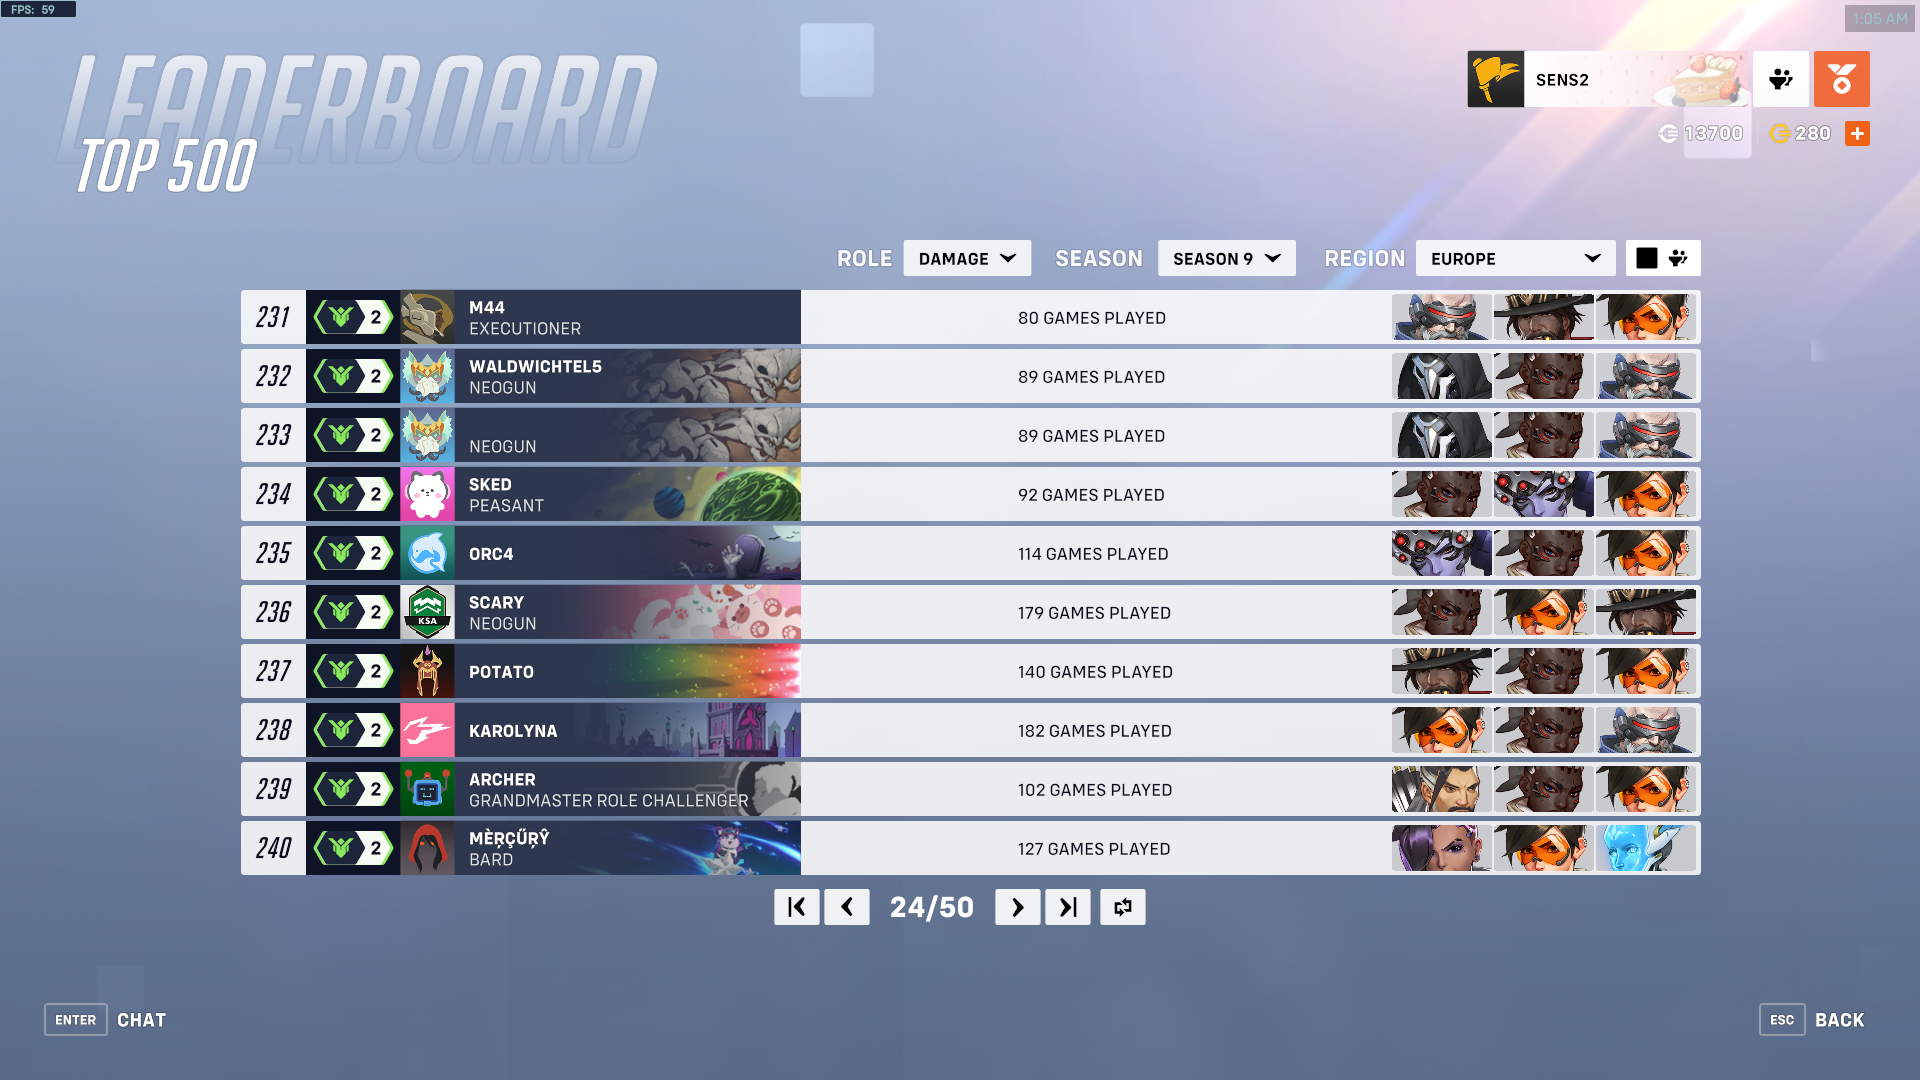 FPS: 59
1:05 AM
LEADERBOARD
TOP 500
SENS2
13700
280
ROLE DAMAGE SEASON SEASON 9 REGION EUROPE
231 2 M44 80 GAMES PLAYED
EXECUTIONER
232 2 WALDWICHTEL5 89 GAMES PLAYED
NEOGUN
233 2 89 GAMES PLAYED
NEOGUN
234 2 SKED 92 GAMES PLAYED
PEASANT
235 2 ORC4 114 GAMES PLAYED
236 2 SCARY 179 GAMES PLAYED
NEOGUN
KSA
237 2 POTATO 140 GAMES PLAYED
238 2 KAROLYNA 182 GAMES PLAYED
239 2 ARCHER 102 GAMES PLAYED
GRANDMASTER ROLE CHALLENGER
240 2 MÈŖÇŰŖŶ 127 GAMES PLAYED
BARD
24/50
ENTER CHAT
ESC BACK